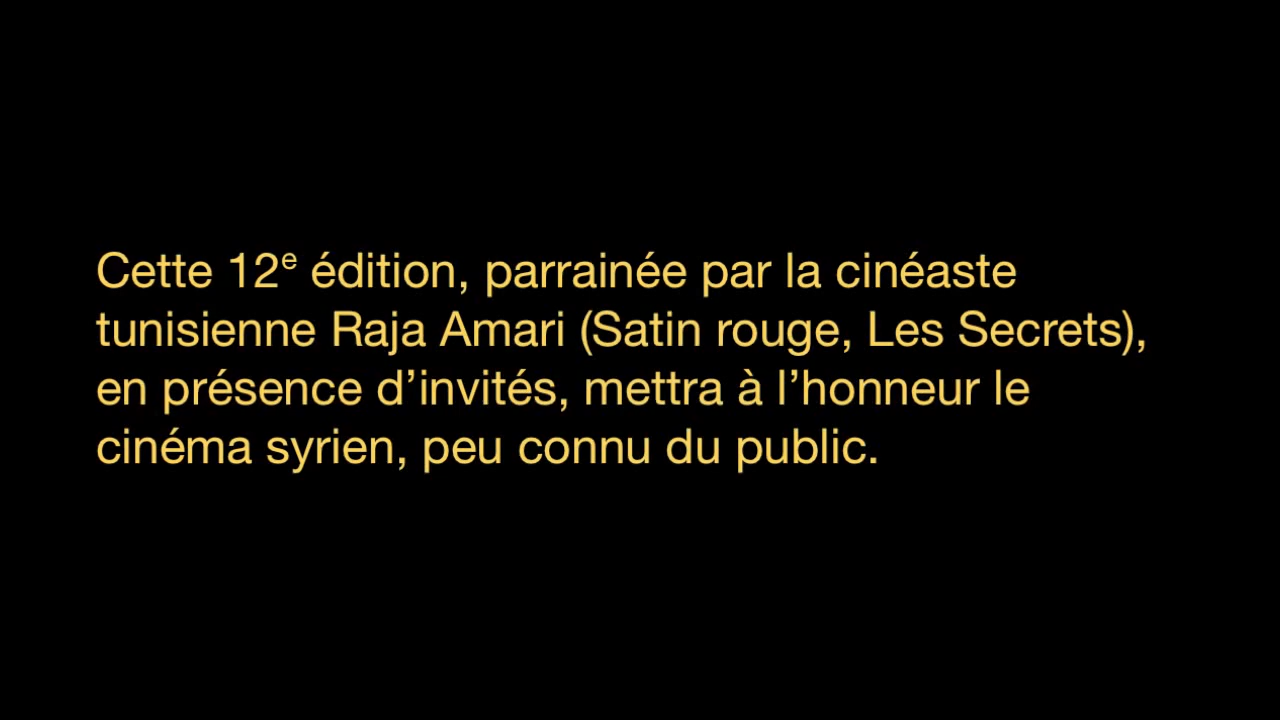 Cette 12e édition, parrainée par la cinéaste
tunisienne Raja Amari (Satin rouge, Les Secrets),
en présence d’invités, mettra à l’honneur le
cinéma syrien, peu connu du public.